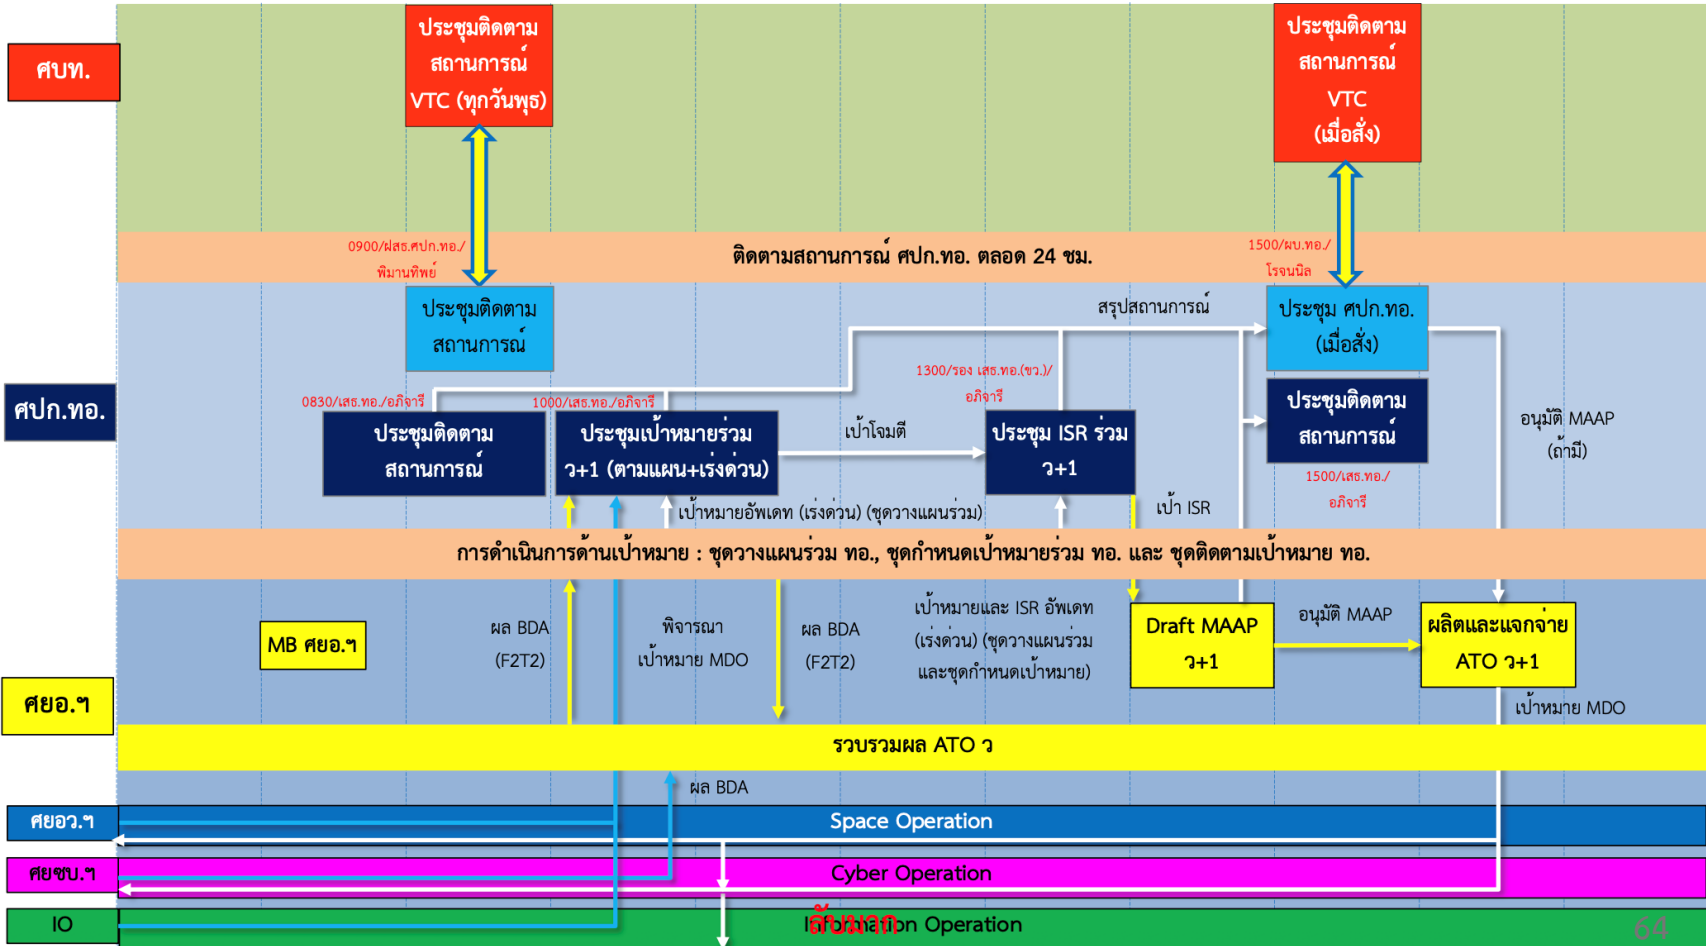 ศบท.
ประชุมติดตาม
สถานการณ์
VTC (ทุกวันพุธ)
ประชุมติดตาม
สถานการณ์
VTC
(เมื่อสั่ง)
0900/ฝสธ.ศปก.ทอ./
พิมานทิพย์
ติดตามสถานการณ์ ศปก.ทอ. ตลอด 24 ชม.
1500/ผบ.ทอ./
โรจนนิล
ศปก.ทอ.
ประชุมติดตาม
สถานการณ์
สรุปสถานการณ์
ประชุม ศปก.ทอ.
(เมื่อสั่ง)
0830/เสธ.ทอ./อภิจารี
ประชุมติดตาม
สถานการณ์
1000/เสธ.ทอ./อภิจารี
ประชุมเป้าหมายร่วม
ว+1 (ตามแผน+เร่งด่วน)
เป้าโจมตี
1300/รอง เสธ.ทอ.(ขว.)/
อภิจารี
ประชุม ISR ร่วม
ว+1
ประชุมติดตาม
สถานการณ์
1500/เสธ.ทอ./
อภิจารี
อนุมัติ MAAP
(ถ้ามี)
เป้าหมายอัพเดท (เร่งด่วน) (ชุดวางแผนร่วม)
เป้า ISR
การดำเนินการด้านเป้าหมาย : ชุดวางแผนร่วม ทอ., ชุดกำหนดเป้าหมายร่วม ทอ. และ ชุดติดตามเป้าหมาย ทอ.
ศยอ.ฯ
MB ศยอ.ฯ
ผล BDA
(F2T2)
พิจารณา
เป้าหมาย MDO
ผล BDA
(F2T2)
เป้าหมายและ ISR อัพเดท
(เร่งด่วน) (ชุดวางแผนร่วม
และชุดกำหนดเป้าหมาย)
Draft MAAP
ว+1
อนุมัติ MAAP
ผลิตและแจกจ่าย
ATO ว+1
เป้าหมาย MDO
รวบรวมผล ATO ว
ผล BDA
ศยอว.ฯ
Space Operation
ศยซบ.ฯ
Cyber Operation
IO
Information Operation
ลับมาก
64